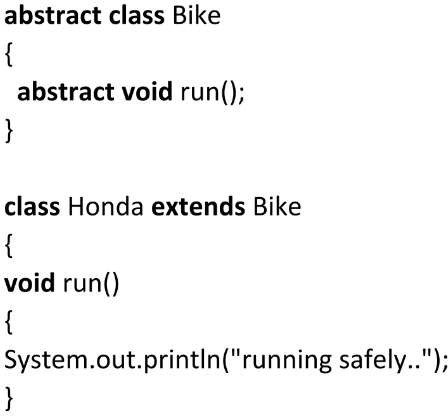 abstract class Bike
{
abstract void run();
}
class Honda extends Bike
{
void run()
{
System.out.println("running safely..");
}